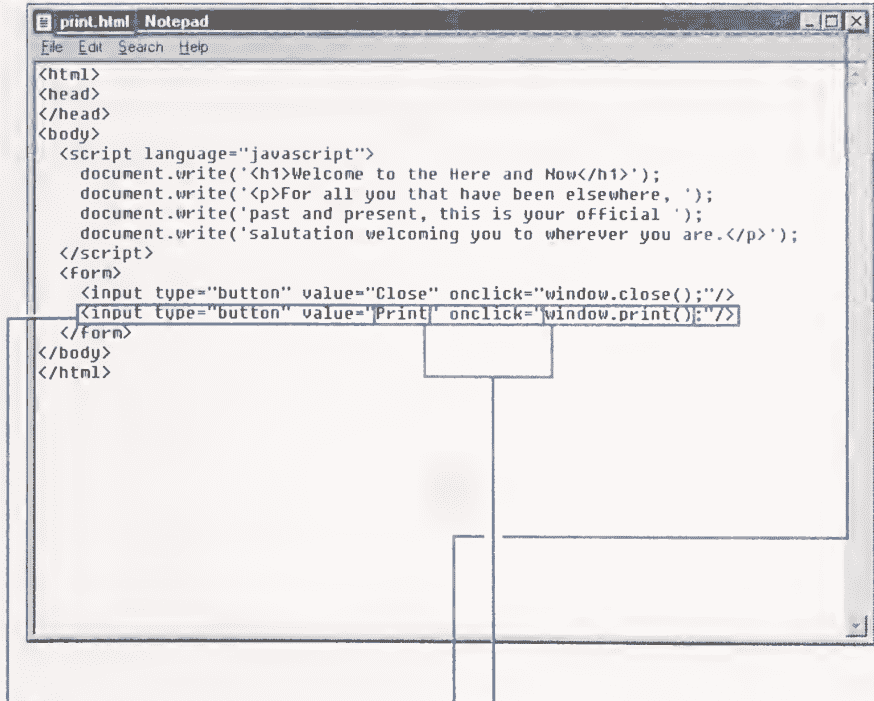 print.html Notepad
File Edit Search Help
<html>
<head>
</head>
<body>
<script language="javascript">
document.write('<h1>Welcome to the Here and Now</h1>');
document.write('<p>For all you that have been elsewhere, ');
document.write('past and present, this is your official ');
document.write('salutation welcoming you to wherever you are.</p>');
</script>
<form>
<input type="button" value="Close" onclick="window.close();"/>
<input type="button" value="Print" onclick="window.print();"/>
</form>
</body>
</html>